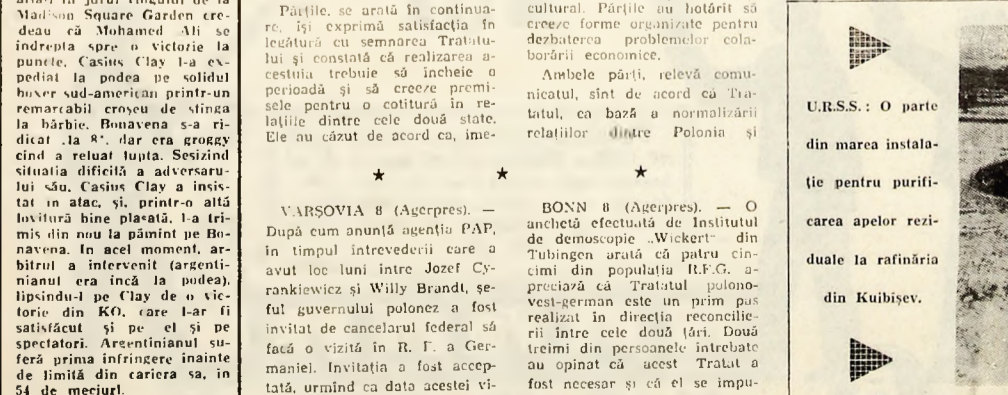 Madison Square Garden cre-
deau că Mohamed Ali se
îndrepta spre o victorie la
puncte, Casius Clay l-a ex-
pediat la podea pe solidul
boxer sud-american printr-un
remarcabil croșeu de stînga
la bărbie. Bonavena s-a ri-
dicat „la 8”, dar era groggy
cînd a reluat lupta. Sesizînd
situația dificilă a adversaru-
lui său, Casius Clay a insis-
tat în atac, și, printr-o altă
lovitură bine plasată, l-a tri-
mis din nou la pămînt pe Bo-
navena. In acel moment, ar-
bitrul a intervenit (argenti-
nianul era încă la podea),
lipsindu-l pe Clay de o vic-
torie din KO, care l-ar fi
satisfăcut și pe el și pe
spectatori. Argentinianul su-
feră prima înfrîngere înainte
de limită din cariera sa, în
54 de meciuri.
Părțile, se arată în continua-
re, își exprimă satisfacția în
legătură cu semnarea Tratatu-
lui și constată că realizarea a-
cestuia trebuie să încheie o
perioadă și să creeze premi-
sele pentru o cotitură în re-
lațiile dintre cele două state.
Ele au căzut de acord ca, ime-
VARȘOVIA 8 (Agerpres). —
După cum anunță agenția PAP,
în timpul întrevederii care a
avut loc luni între Jozef Cy-
rankiewicz și Willy Brandt, șe-
ful guvernului polonez a fost
invitat de cancelarul federal să
facă o vizită în R. F. a Ger-
maniei. Invitația a fost accep-
tată, urmînd ca data acestei vi-
cultural. Părțile au hotărît să
creeze forme organizate pentru
dezbaterea problemelor cola-
borării economice.
Ambele părți, relevă comu-
nicatul, sînt de acord că Tra-
tatul, ca bază a normalizării
relațiilor dintre Polonia și
BONN 8 (Agerpres). — O
anchetă efectuată de Institutul
de demoscopie „Wickert” din
Tubingen arată că patru cin-
cimi din populația R.F.G. a-
preciază că Tratatul polono-
vest-german este un prim pas
realizat în direcția reconcilie-
rii între cele două țări. Două
treimi din persoanele întrebate
au opinat că acest Tratat a
fost necesar și că el se impu-
U.R.S.S.: O parte
din marea instala-
ție pentru purifi-
carea apelor rezi-
duale la rafinăria
din Kuibîșev.